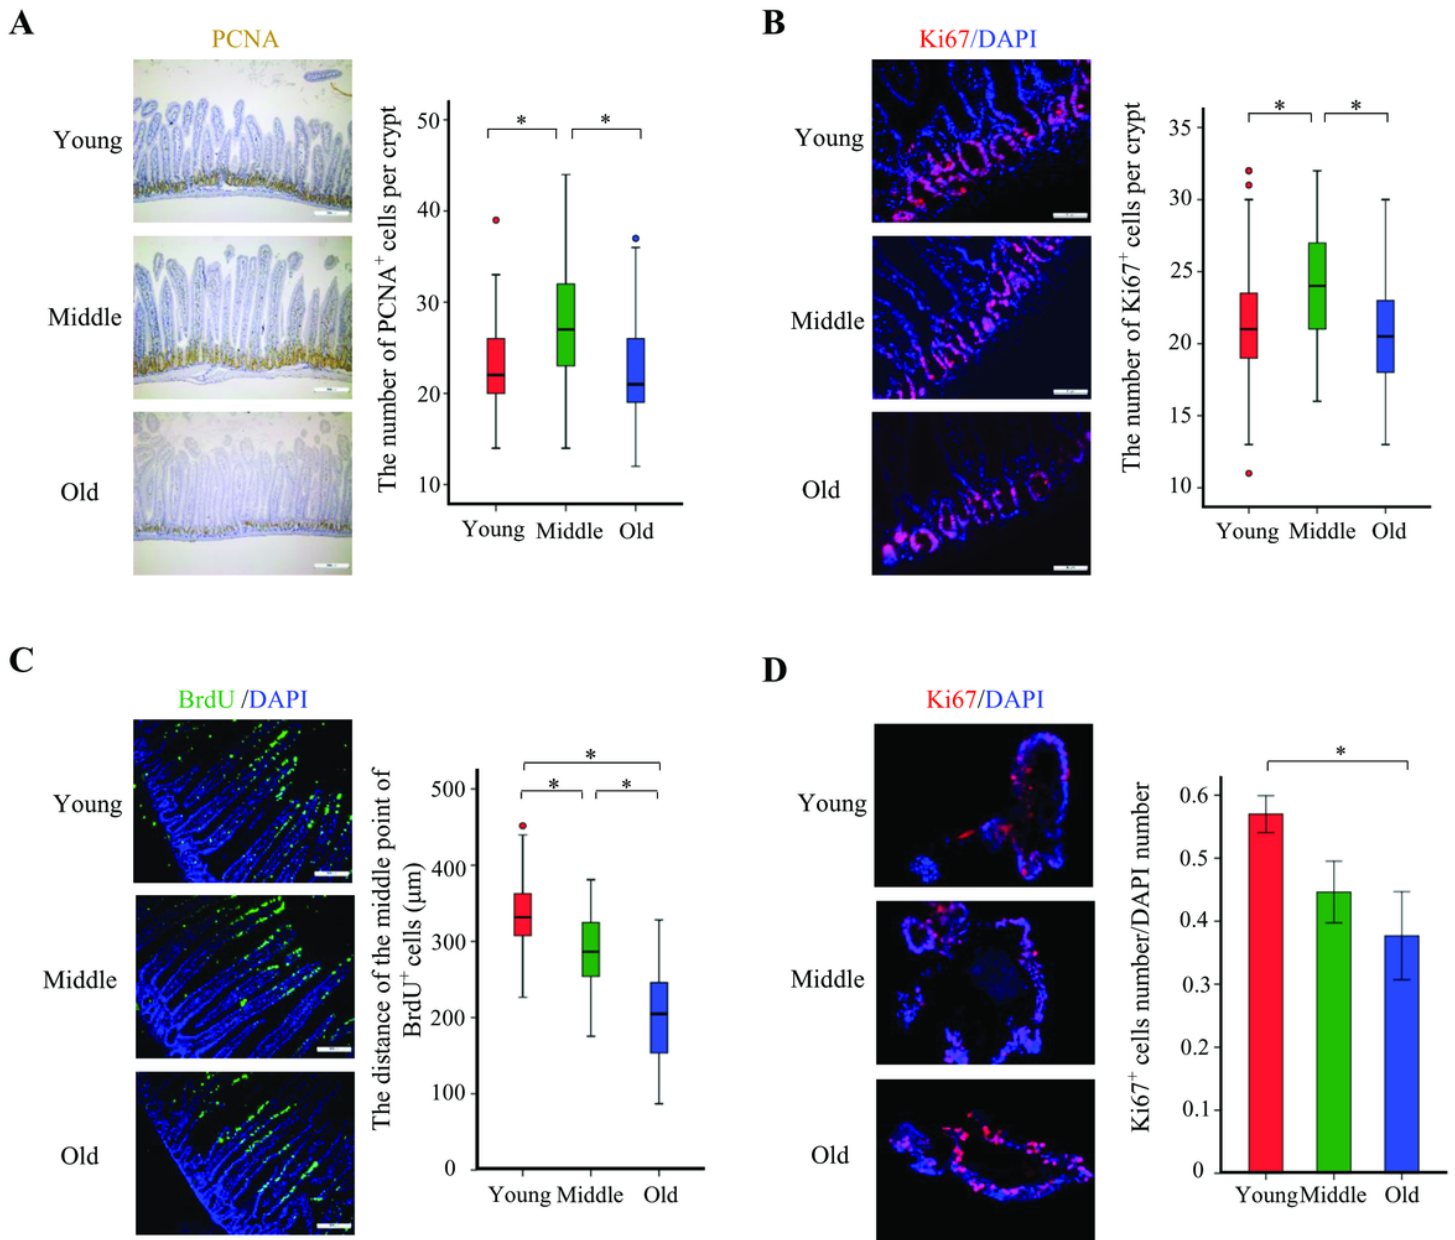 A
PCNA
Young
Middle
Old
The number of PCNA+ cells per crypt
50
40
30
20
10
*
*
Young Middle Old
B
Ki67/DAPI
Young
Middle
Old
The number of Ki67+ cells per crypt
35
30
25
20
15
10
*
*
Young Middle Old
C
BrdU /DAPI
Young
Middle
Old
The distance of the middle point of
BrdU+ cells (μm)
500
400
300
200
100
0
*
*
*
Young Middle Old
D
Ki67/DAPI
Young
Middle
Old
Ki67+ cells number/DAPI number
0.6
0.5
0.4
0.3
0.2
0.1
0
*
Young Middle Old